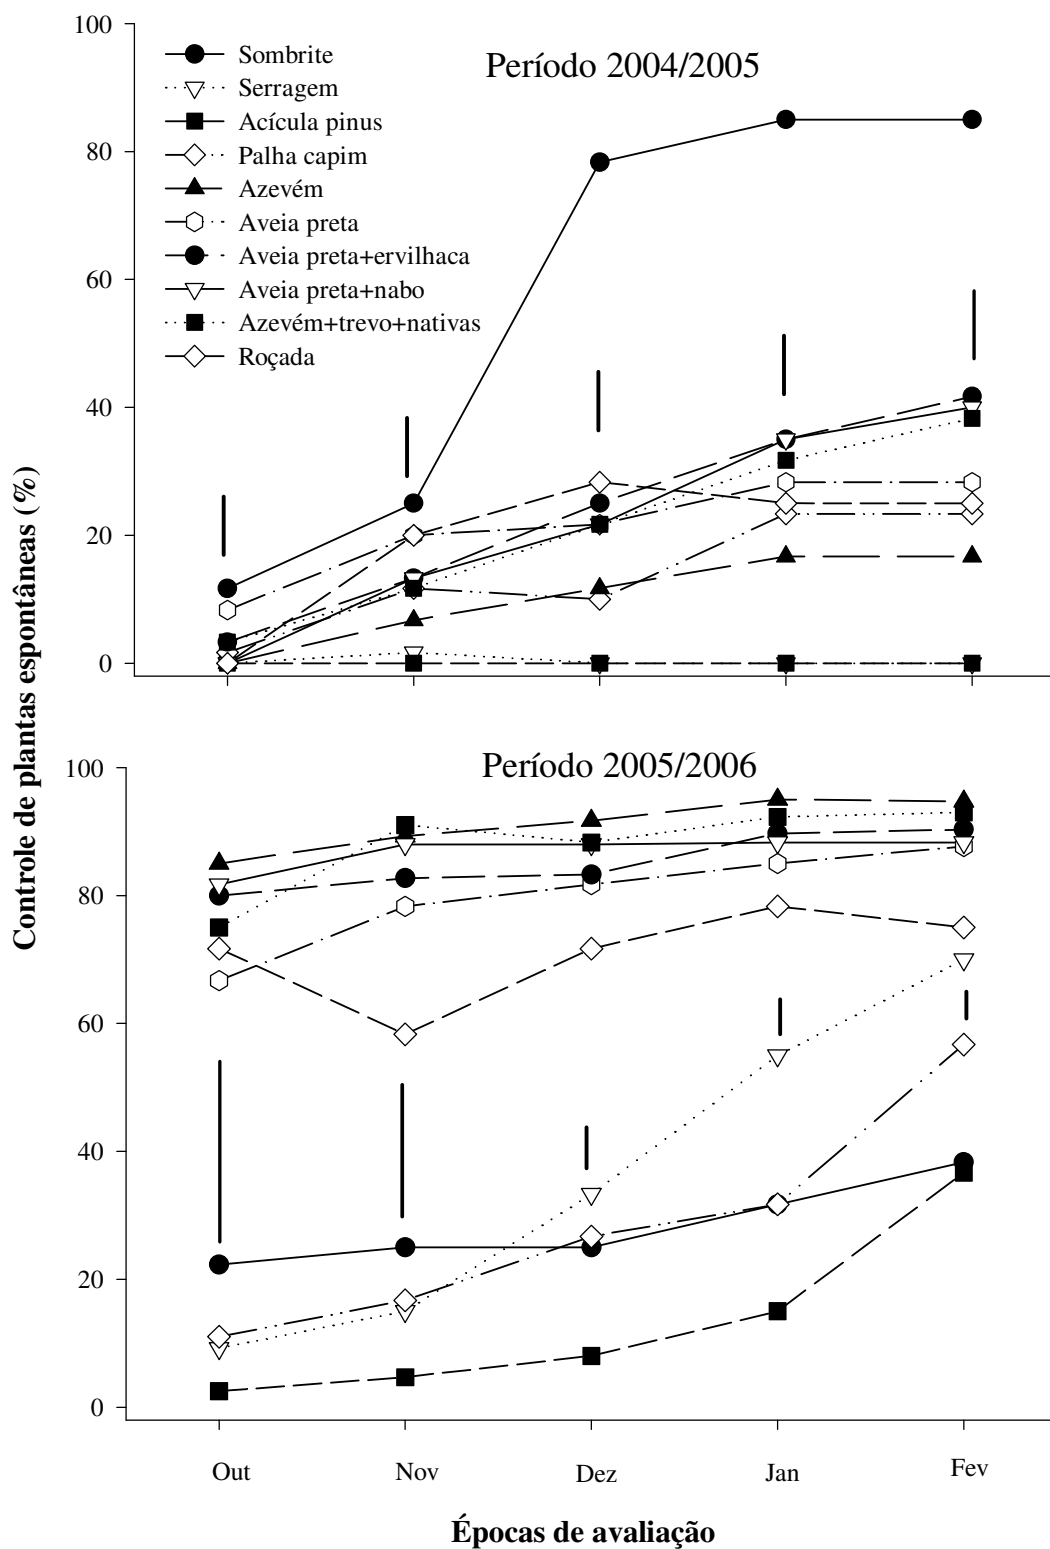 Período 2004/2005
100
80
60
40
20
0
Sombrite
Serragem
Acícula pinus
Palha capim
Azevém
Aveia preta
Aveia preta+ervilhaca
Aveia preta+nabo
Azevém+trevo+nativas
Roçada
Controle de plantas espontâneas (%)
Período 2005/2006
100
80
60
40
20
0
Out
Nov
Dez
Jan
Fev
Épocas de avaliação